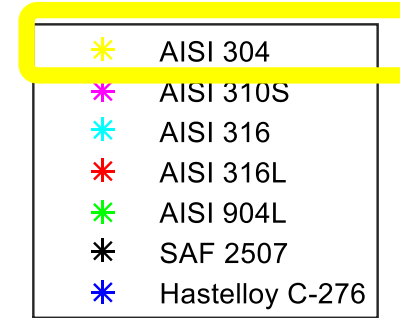 AISI 304
AISI 310S
AISI 316
AISI 316L
AISI 904L
SAF 2507
Hastelloy C-276